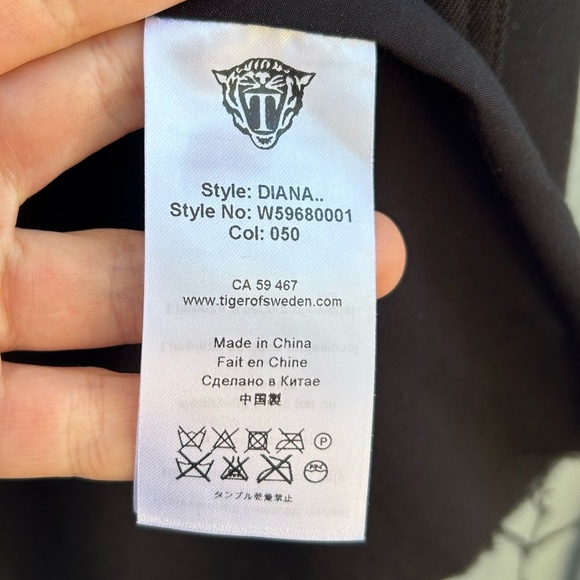 T
Style: DIANA..
Style No: W59680001
Col: 050
CA 59 467
www.tigerofsweden.com
Made in China
Fait en Chine
Сделано в Китае
中国製
P
タンブル乾燥禁止